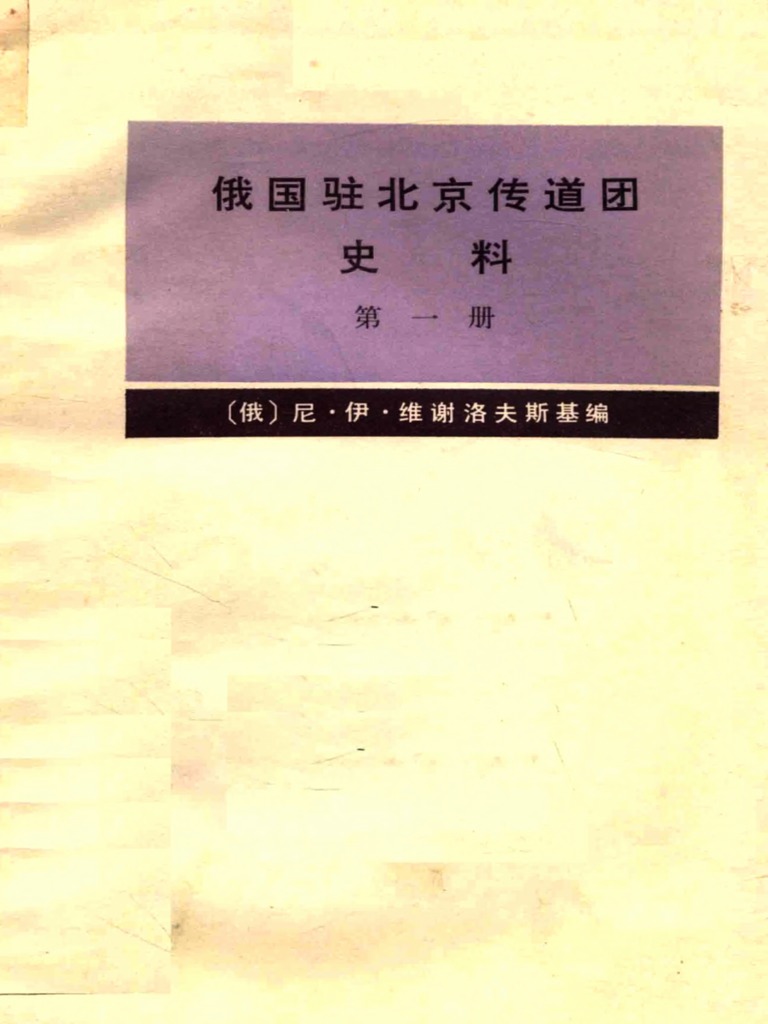 俄国驻北京传道团
史料
第一册
〔俄〕尼·伊·维谢洛夫斯基编